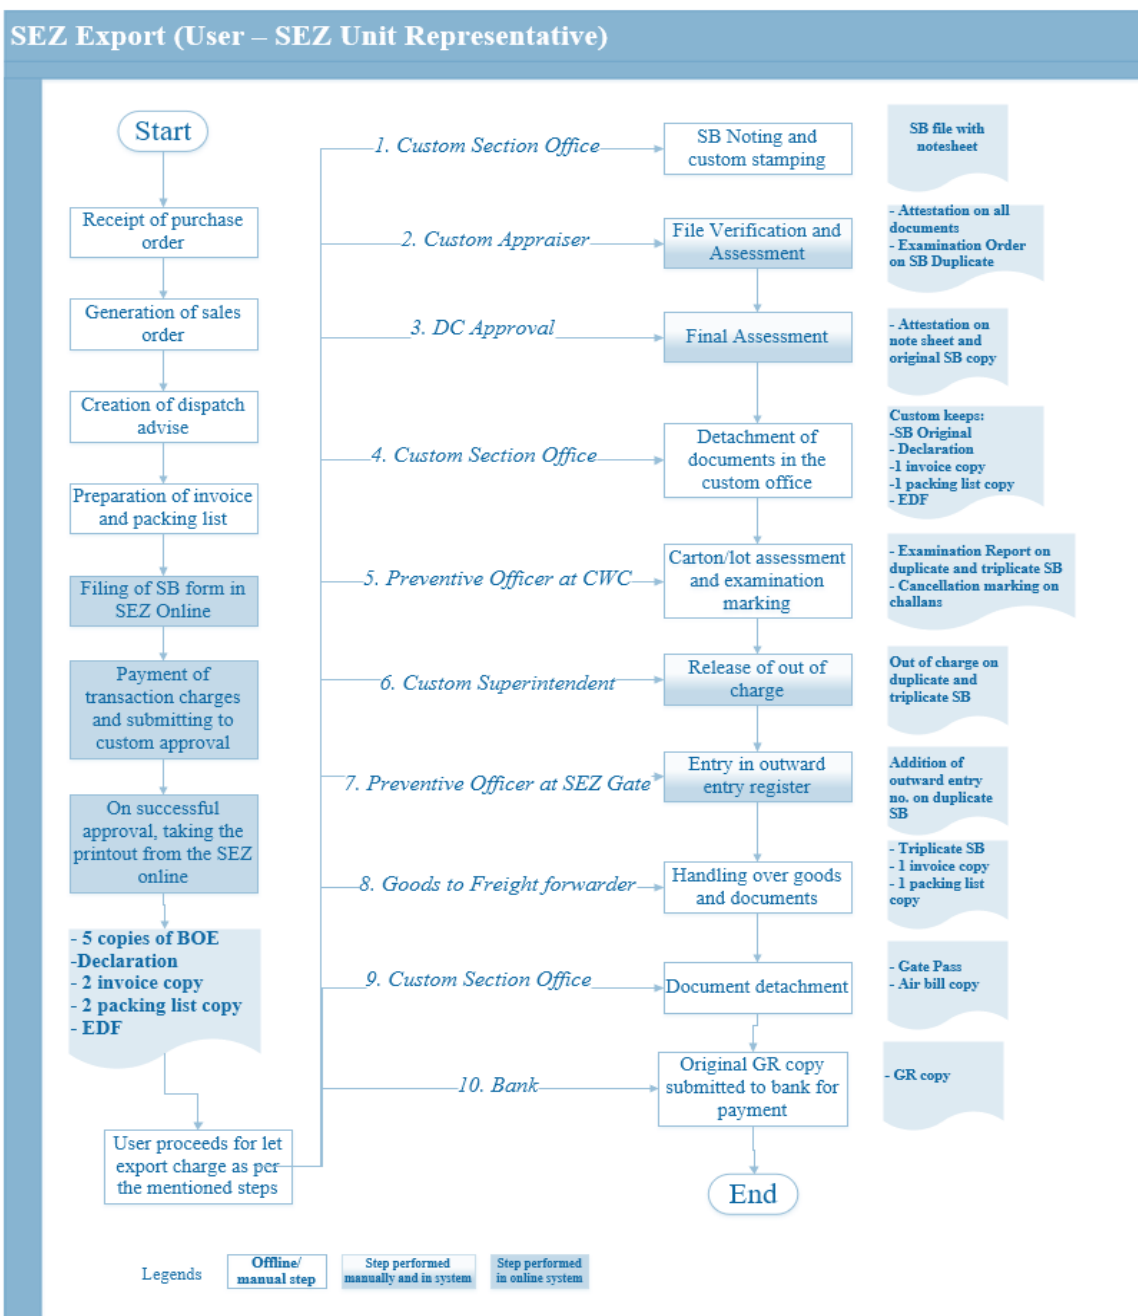 SEZ Export (User – SEZ Unit Representative)
Start
Receipt of purchase
order
Generation of sales
order
Creation of dispatch
advise
Preparation of invoice
and packing list
Filing of SB form in
SEZ Online
Payment of
transaction charges
and submitting to
custom approval
On successful
approval, taking the
printout from the SEZ
online
- 5 copies of BOE
-Declaration
- 2 invoice copy
- 2 packing list copy
- EDF
User proceeds for let
export charge as per
the mentioned steps
1. Custom Section Office
SB Noting and
custom stamping
SB file with
notesheet
2. Custom Appraiser
File Verification and
Assessment
- Attestation on all
documents
- Examination Order
on SB Duplicate
3. DC Approval
Final Assessment
- Attestation on
note sheet and
original SB copy
4. Custom Section Office
Detachment of
documents in the
custom office
Custom keeps:
-SB Original
- Declaration
-1 invoice copy
-1 packing list copy
- EDF
5. Preventive Officer at CWC
Carton/lot assessment
and examination
marking
- Examination Report on
duplicate and triplicate SB
- Cancellation marking on
challans
6. Custom Superintendent
Release of out of
charge
Out of charge on
duplicate and
triplicate SB
7. Preventive Officer at SEZ Gate
Entry in outward
entry register
Addition of
outward entry
no. on duplicate
SB
8. Goods to Freight forwarder
Handling over goods
and documents
- Triplicate SB
- 1 invoice copy
- 1 packing list
copy
9. Custom Section Office
Document detachment
- Gate Pass
- Air bill copy
10. Bank
Original GR copy
submitted to bank for
payment
- GR copy
End
Legends
Offline/
manual step
Step performed
manually and in system
Step performed
in online system